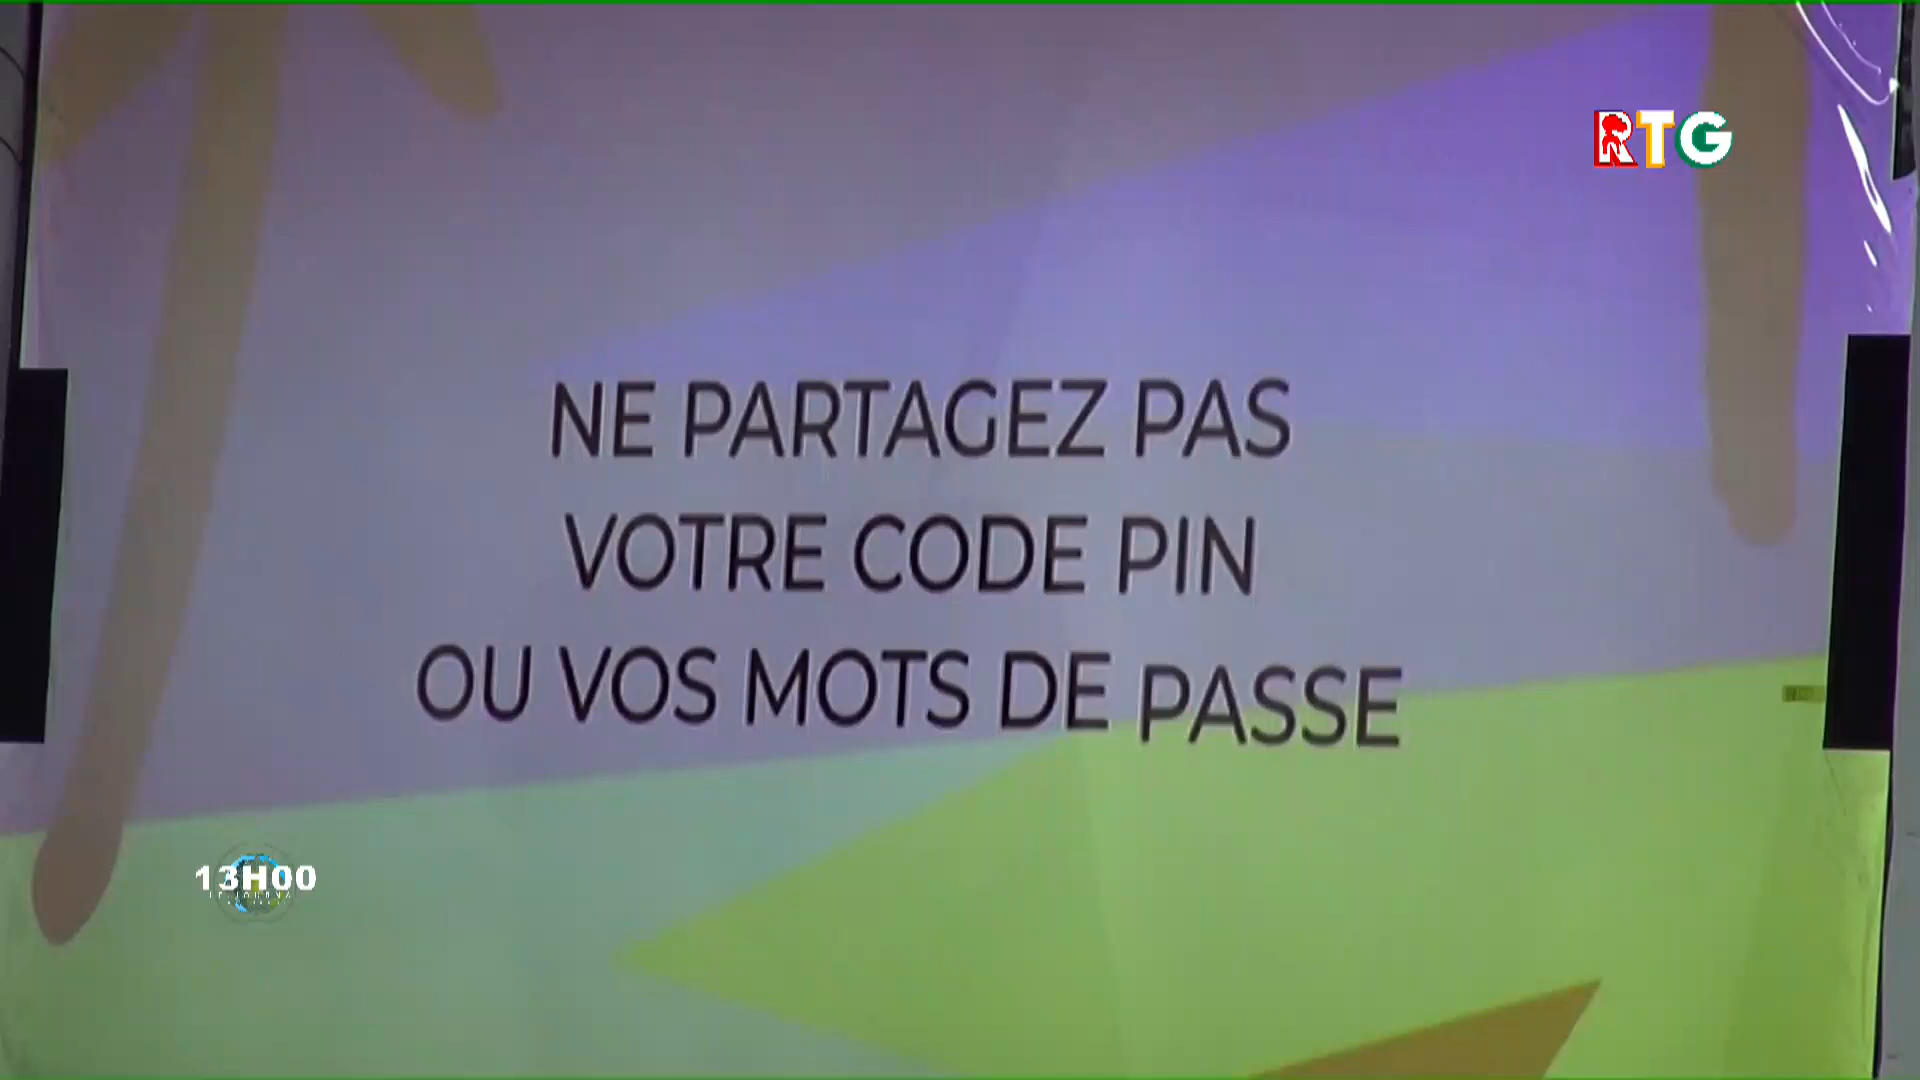 RTG
NE PARTAGEZ PAS
VOTRE CODE PIN
OU VOS MOTS DE PASSE
13H00